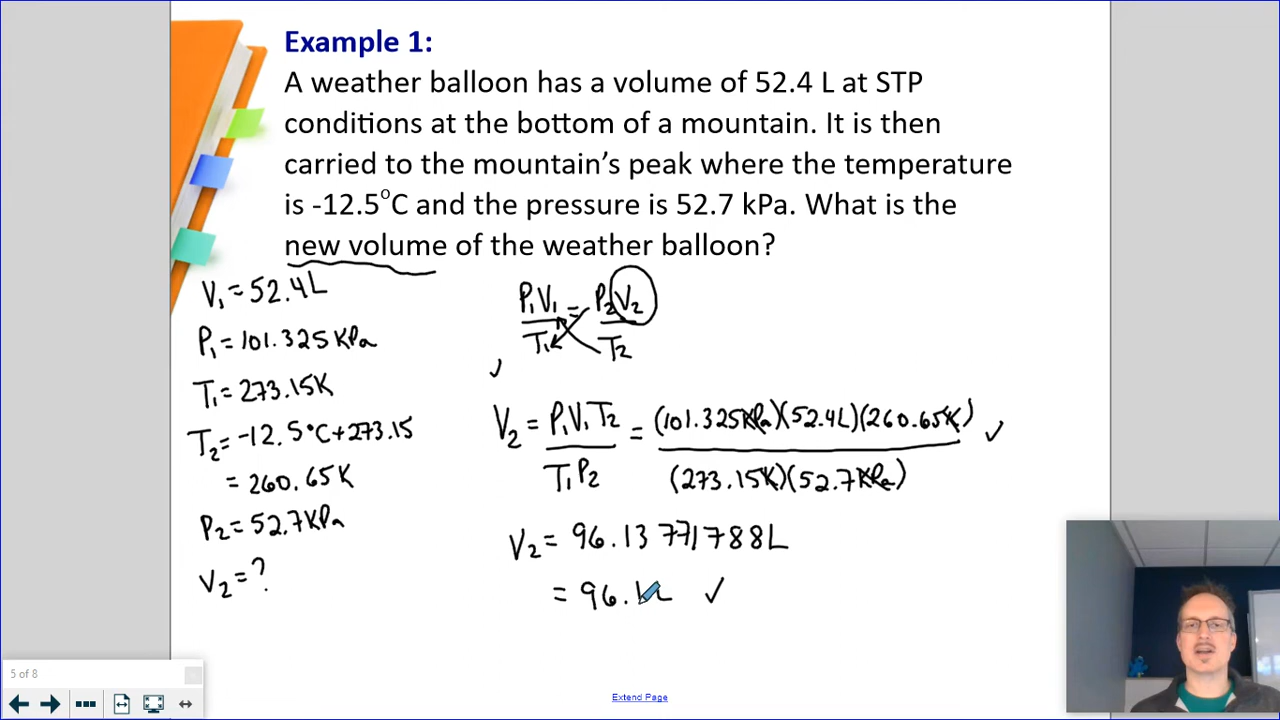 Example 1:
A weather balloon has a volume of 52.4 L at STP
conditions at the bottom of a mountain. It is then
carried to the mountain’s peak where the temperature
is -12.5°C and the pressure is 52.7 kPa. What is the
new volume of the weather balloon?
V₁ = 52.4L
P₁ = 101.325 KPa
T₁ = 273.15K
T₂ = -12.5°C + 273.15
= 260.65K
P₂ = 52.7KPa
V₂ = ?
P₁V₁ = P₂V₂
T₁ T₂
V₂ = P₁V₁T₂ = (101.325KPa)(52.4L)(260.65K)
T₁P₂ (273.15K)(52.7KPa)
V₂ = 96.13771788L
= 96.1L
5 of 8
Extend Page